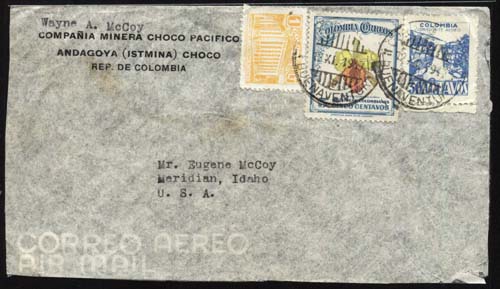 Wayne A. McCoy
COMPAÑIA MINERA CHOCO PACIFICO
ANDAGOYA (ISTMINA) CHOCO
REP. DE COLOMBIA
COLOMBIA CORREOS
CENTAVOS
COLOMBIA
BUENAVENTURA
Mr. Eugene McCoy
Meridian, Idaho
U. S. A.
CORREO AEREO
AIR MAIL